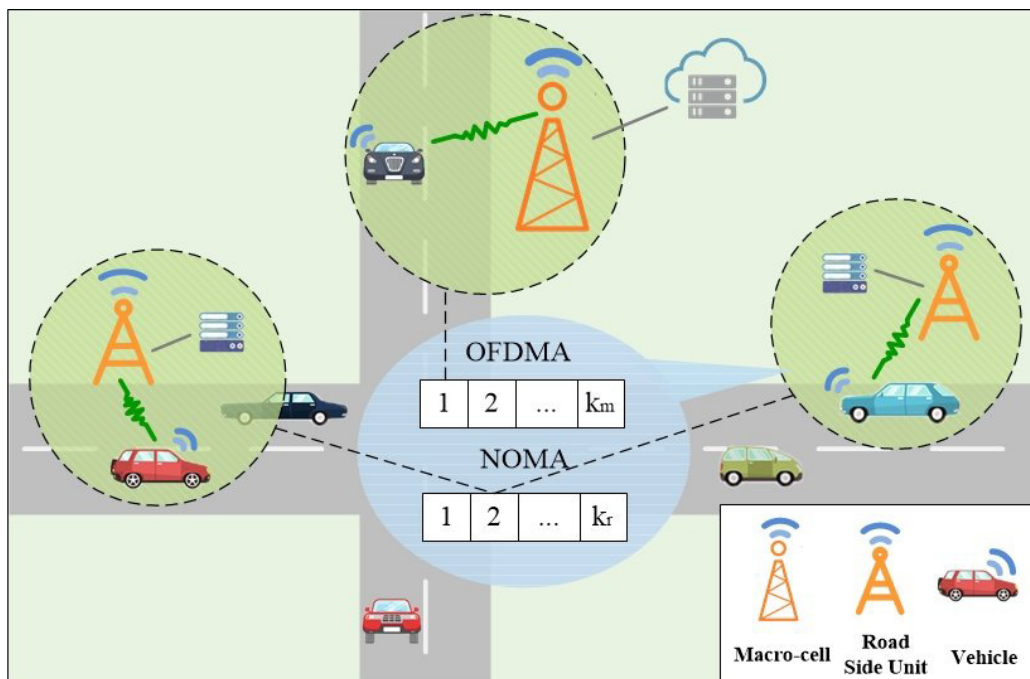 OFDMA
1 2 ... km
NOMA
1 2 ... kr
Macro-cell
Road
Side Unit
Vehicle